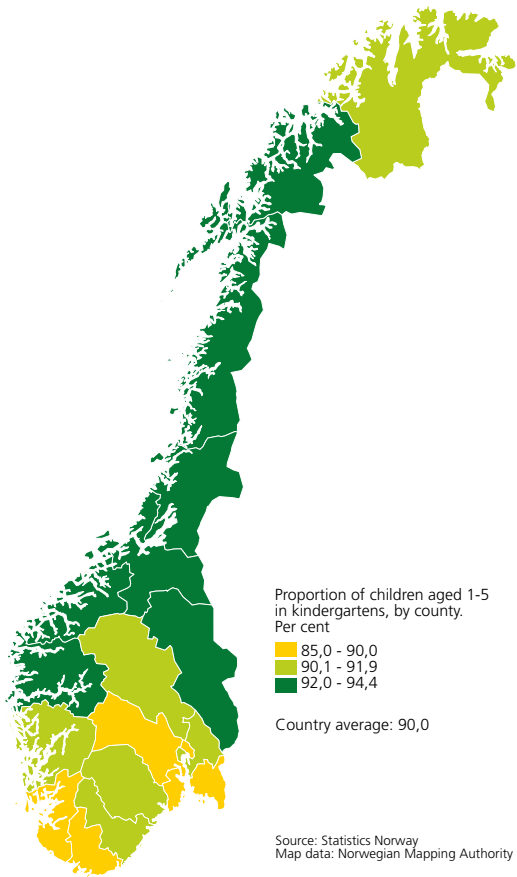 Proportion of children aged 1-5
in kindergartens, by county.
Per cent
85,0 - 90,0
90,1 - 91,9
92,0 - 94,4
Country average: 90,0
Source: Statistics Norway
Map data: Norwegian Mapping Authority